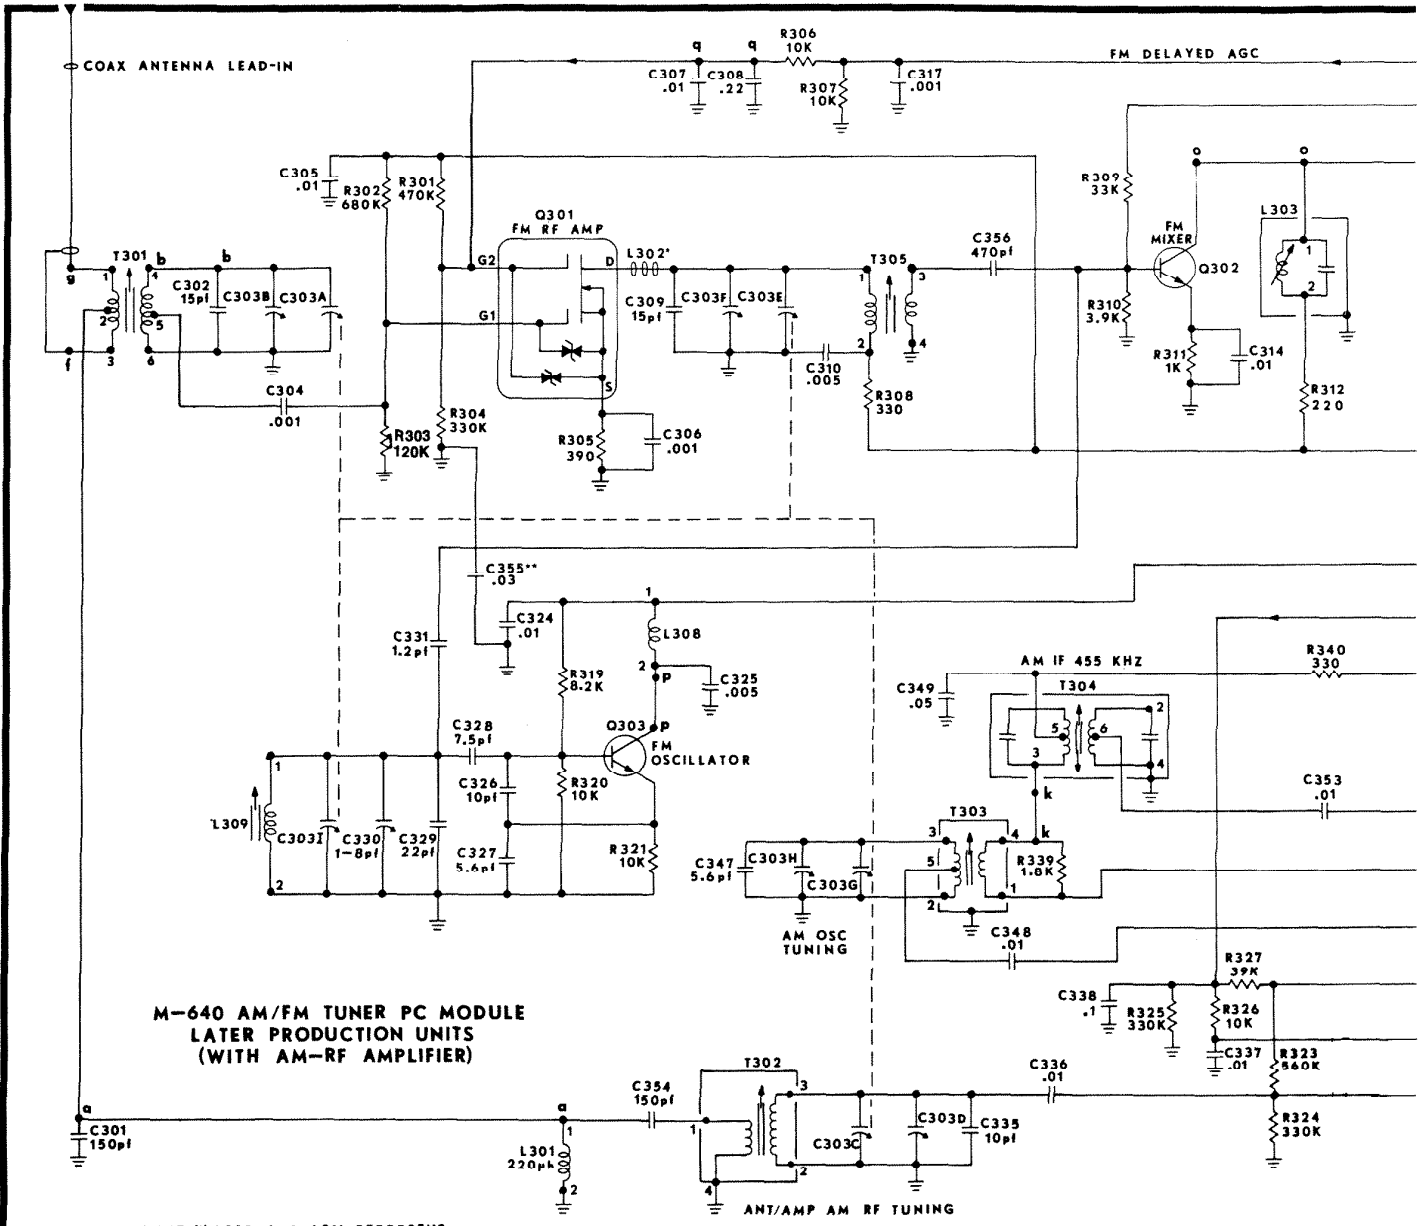 COAX ANTENNA LEAD-IN
q
q
R306
10K
C307
.01
C308
.22
R307
10K
C317
.001
FM DELAYED AGC
C305
.01
R302
680K
R301
470K
R309
33K
Q301
FM RF AMP
L303
FM
MIXER
Q302
C356
470pf
L302*
T305
G2
D
G1
S
T301
g
1
2
3
f
b
b
4
5
6
C302
15pf
C303B
C303A
C309
15pf
C303F
C303E
1
2
3
4
o
o
1
2
R310
3.9K
R311
1K
C314
.01
C310
.005
R308
330
R312
220
C304
.001
R303
120K
R304
330K
R305
390
C306
.001
C355**
.03
C324
.01
1
L308
2
p
C325
.005
C331
1.2pf
R319
8.2K
C328
7.5pf
Q303
p
FM
OSCILLATOR
R320
10K
C326
10pf
C327
5.6pf
R321
10K
1
L309
2
C303I
C330
1-8pf
C329
22pf
AM IF 455 KHZ
R340
330
C349
.05
T304
5
3
6
2
4
k
k
C353
.01
T303
3
5
2
4
1
R339
1.8K
C347
5.6pf
C303H
C303G
AM OSC
TUNING
C348
.01
R327
39K
C338
.1
R325
330K
R326
10K
C337
.01
R323
560K
R324
330K
M-640 AM/FM TUNER PC MODULE
LATER PRODUCTION UNITS
(WITH AM-RF AMPLIFIER)
T302
C354
150pf
C336
.01
a
C301
150pf
a
1
L301
220µh
2
1
4
3
2
C303C
C303D
C335
10pf
ANT/AMP AM RF TUNING